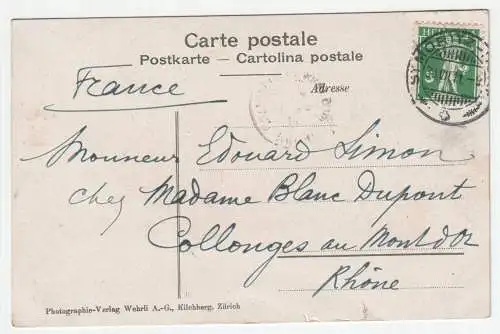 Carte postale
Postkarte – Cartolina postale
France
Adresse
Monsieur Edouard Simon
chez Madame Blanc Dupont
Collonges au Montd'Or
Rhône
Photographie-Verlag Wehrli A.-G., Kilchberg, Zürich